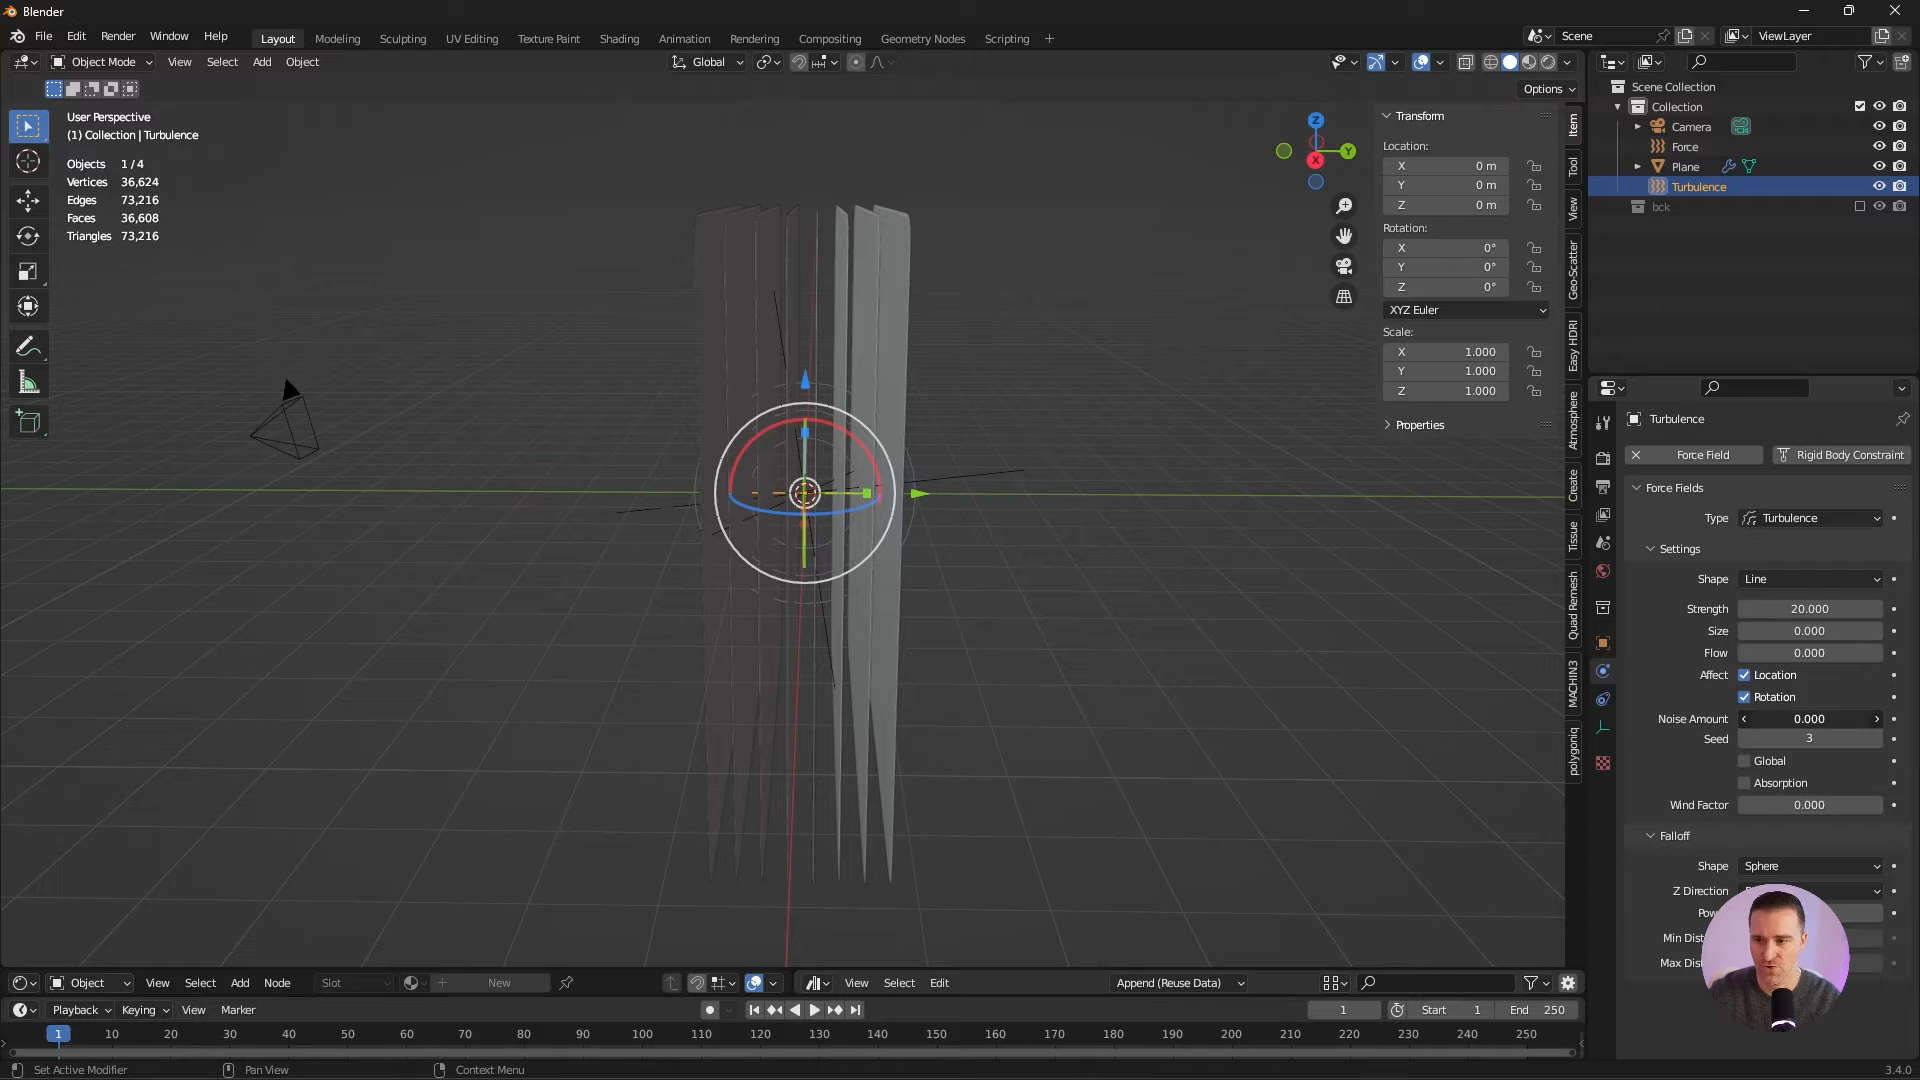 Blender
File Edit Render Window Help
Layout Modeling Sculpting UV Editing Texture Paint Shading Animation Rendering Compositing Geometry Nodes Scripting +
Scene
ViewLayer
Object Mode View Select Add Object
Global
Options
User Perspective
(1) Collection | Turbulence
Objects 1 / 4
Vertices 36,624
Edges 73,216
Faces 36,608
Triangles 73,216
Z
Y
X
Transform
Location:
X 0 m
Y 0 m
Z 0 m
Rotation:
X 0°
Y 0°
Z 0°
XYZ Euler
Scale:
X 1.000
Y 1.000
Z 1.000
Properties
Item
Tool
View
Geo-Scatter
Easy HDRI
Atmosphere
Create
Tissue
Quad Remesh
MACHIN3
polygoniq
Scene Collection
Collection
Camera
Force
Plane
Turbulence
bck
Turbulence
Force Field
Rigid Body Constraint
Force Fields
Type Turbulence
Settings
Shape Line
Strength 20.000
Size 0.000
Flow 0.000
Affect Location
Rotation
Noise Amount 0.000
Seed 3
Global
Absorption
Wind Factor 0.000
Falloff
Shape Sphere
Z Direction
Pow
Min Dist
Max Dis
Object View Select Add Node Slot New
View Select Edit Append (Reuse Data)
Playback Keying View Marker
1 Start 1 End 250
1 10 20 30 40 50 60 70 80 90 100 110 120 130 140 150 160 170 180 190 200 210 220 230 240 250
Set Active Modifier Pan View Context Menu
3.4.0